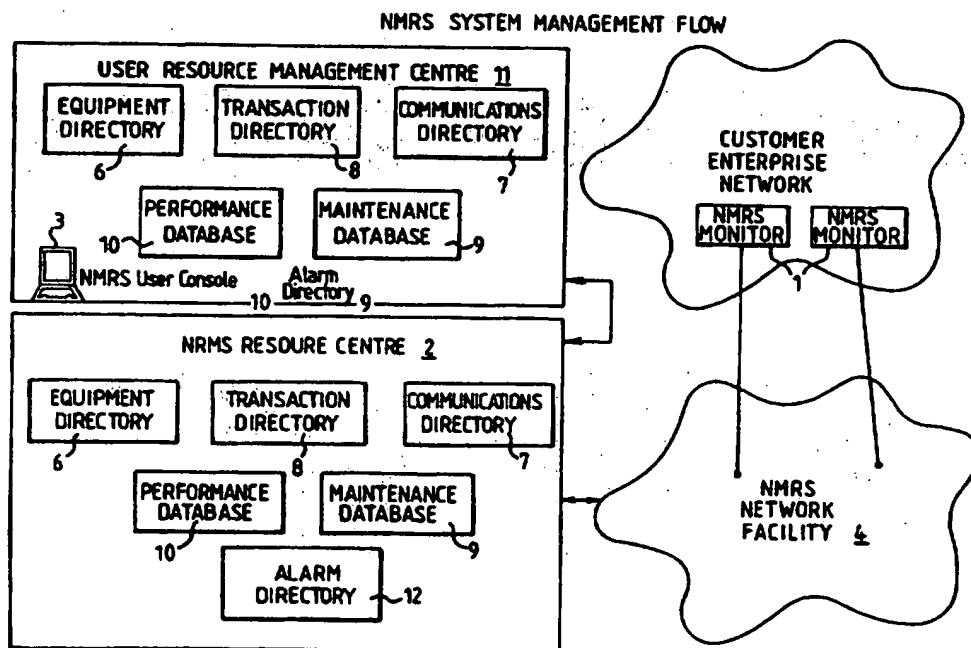 NMRS SYSTEM MANAGEMENT FLOW
USER RESOURCE MANAGEMENT CENTRE 11
EQUIPMENT
DIRECTORY
6
TRANSACTION
DIRECTORY
8
COMMUNICATIONS
DIRECTORY
7
PERFORMANCE
DATABASE
10
MAINTENANCE
DATABASE
9
3
NMRS User Console
Alarm
Directory
10
9
NRMS RESOURE CENTRE 2
EQUIPMENT
DIRECTORY
6
TRANSACTION
DIRECTORY
8
COMMUNICATIONS
DIRECTORY
7
PERFORMANCE
DATABASE
10
MAINTENANCE
DATABASE
9
ALARM
DIRECTORY
12
CUSTOMER
ENTERPRISE
NETWORK
NMRS
MONITOR
NMRS
MONITOR
1
NMRS
NETWORK
FACILITY 4